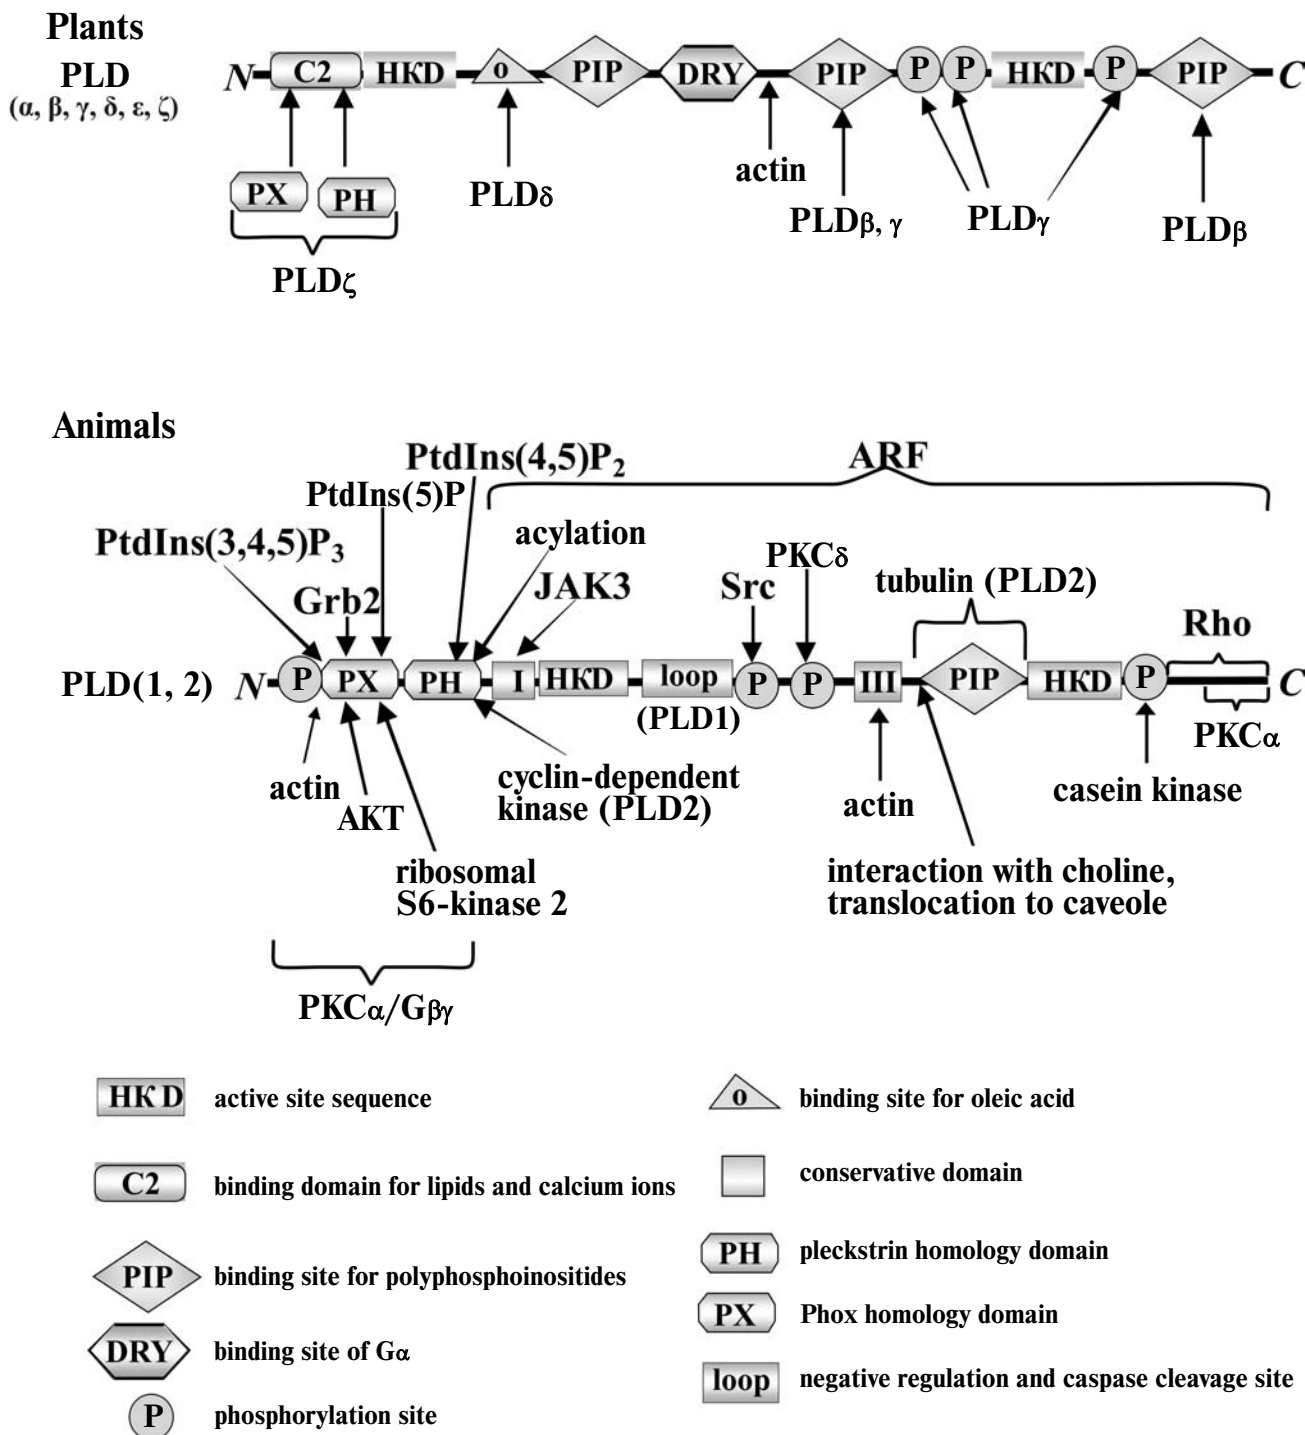 Plants
PLD
(α, β, γ, δ, ε, ζ)
N C2 HKD o PIP DRY PIP P P HKD P PIP C
PX PH
PLDδ
actin
PLDβ, γ
PLDγ
PLDβ
PLDζ
Animals
PtdIns(4,5)P2
ARF
PtdIns(5)P
PtdIns(3,4,5)P3
acylation
PKCδ
Grb2
JAK3
Src
tubulin (PLD2)
Rho
PLD(1, 2) N P PX PH I HKD loop P P III PIP HKD P C
(PLD1)
PKCα
actin
AKT
cyclin-dependent
kinase (PLD2)
actin
casein kinase
ribosomal
S6-kinase 2
interaction with choline,
translocation to caveole
PKCα/Gβγ
HKD active site sequence
o binding site for oleic acid
C2 binding domain for lipids and calcium ions
conservative domain
PIP binding site for polyphosphoinositides
PH pleckstrin homology domain
PX Phox homology domain
DRY binding site of Gα
loop negative regulation and caspase cleavage site
P phosphorylation site